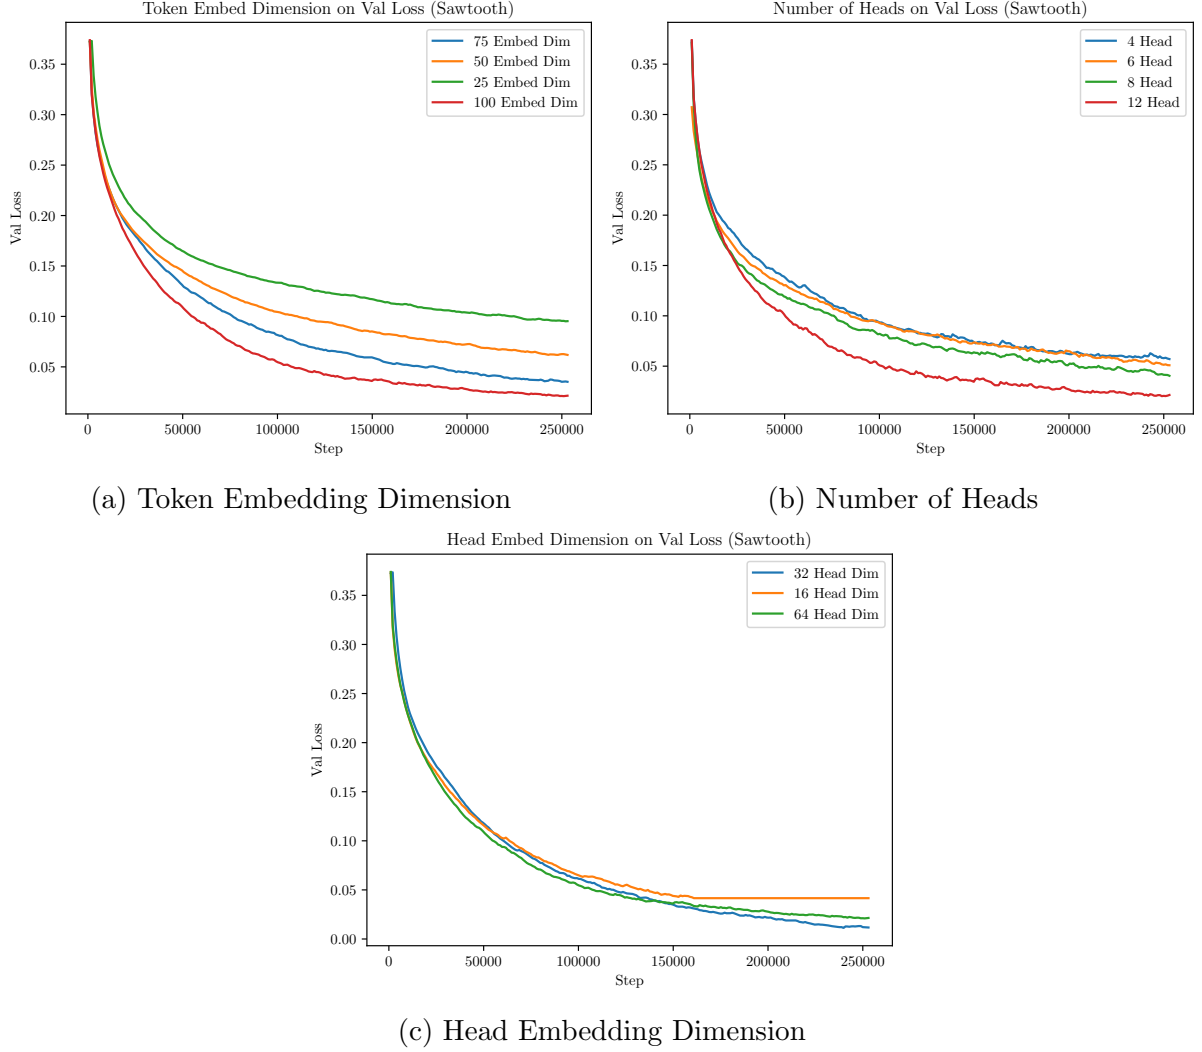 Token Embed Dimension on Val Loss (Sawtooth)
75 Embed Dim
50 Embed Dim
25 Embed Dim
100 Embed Dim
0.35
0.30
0.25
0.20
0.15
0.10
0.05
Val Loss
0 50000 100000 150000 200000 250000
Step
(a) Token Embedding Dimension
Number of Heads on Val Loss (Sawtooth)
4 Head
6 Head
8 Head
12 Head
0.35
0.30
0.25
0.20
0.15
0.10
0.05
Val Loss
0 50000 100000 150000 200000 250000
Step
(b) Number of Heads
Head Embed Dimension on Val Loss (Sawtooth)
32 Head Dim
16 Head Dim
64 Head Dim
0.35
0.30
0.25
0.20
0.15
0.10
0.05
0.00
Val Loss
0 50000 100000 150000 200000 250000
Step
(c) Head Embedding Dimension